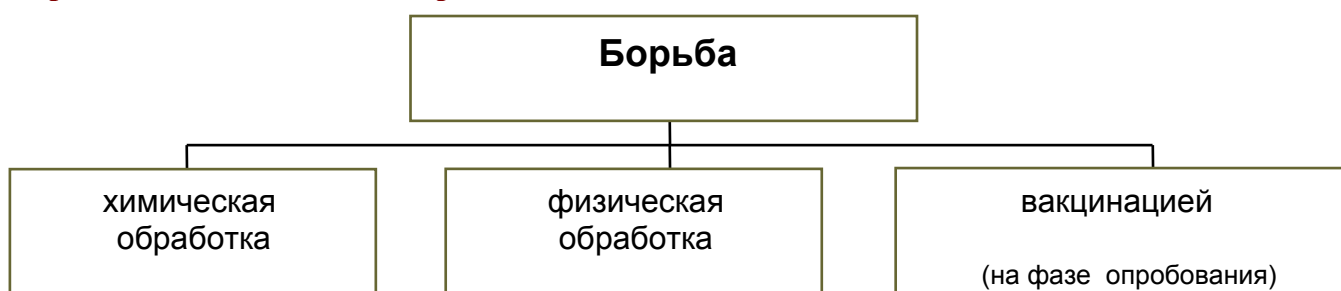 Борьба
химическая
обработка
физическая
обработка
вакцинацией
(на фазе опробования)